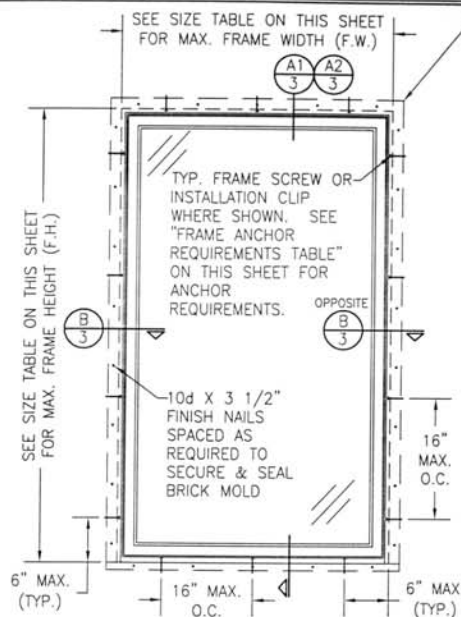 SEE SIZE TABLE ON THIS SHEET
FOR MAX. FRAME WIDTH (F.W.)
A1
3
A2
3
SEE SIZE TABLE ON THIS SHEET
FOR MAX. FRAME HEIGHT (F.H.)
TYP. FRAME SCREW OR
INSTALLATION CLIP
WHERE SHOWN. SEE
"FRAME ANCHOR
REQUIREMENTS TABLE"
ON THIS SHEET FOR
ANCHOR
REQUIREMENTS.
B
3
OPPOSITE
B
3
10d X 3 1/2"
FINISH NAILS
SPACED AS
REQUIRED TO
SECURE & SEAL
BRICK MOLD
16"
MAX.
O.C.
6" MAX.
(TYP.)
16" MAX.
O.C.
6" MAX
(TYP.)